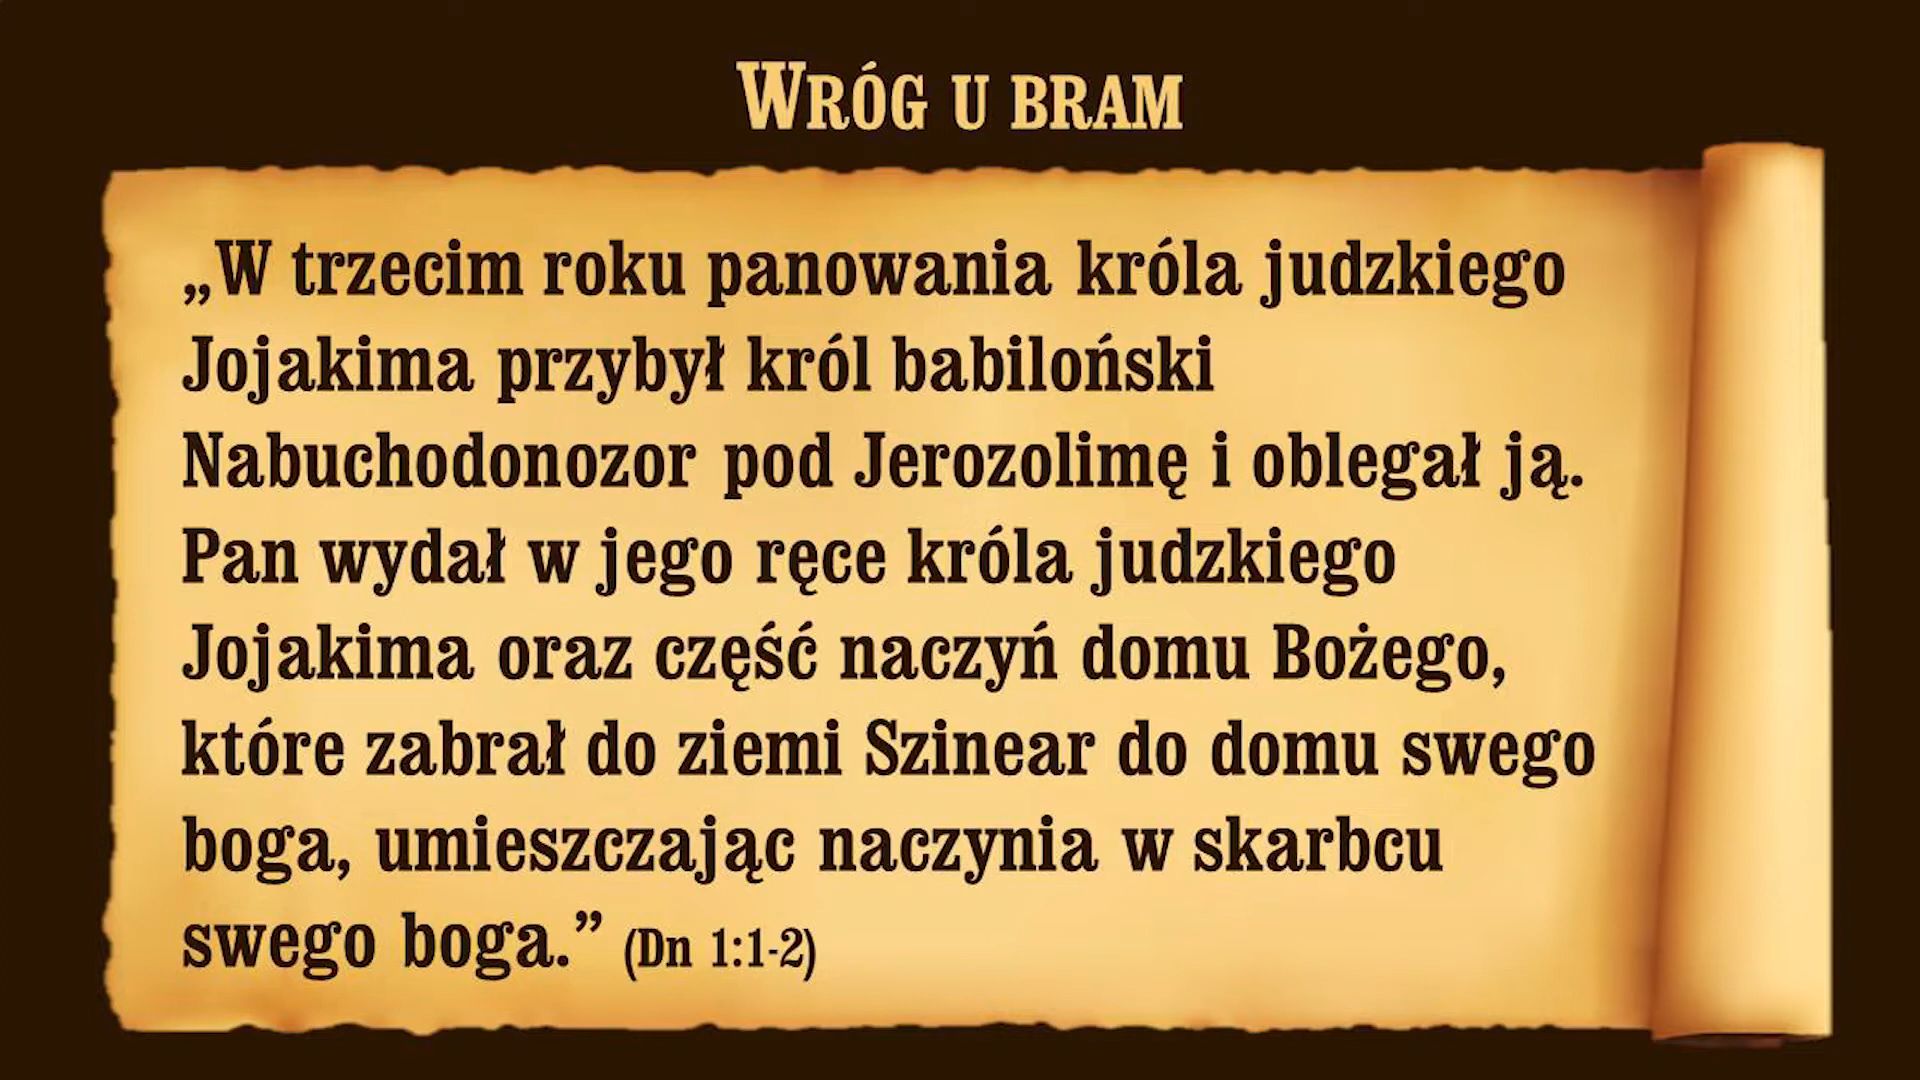 Wróg u bram
„W trzecim roku panowania króla judzkiego
Jojakima przybył król babiloński
Nabuchodonozor pod Jerozolimę i oblegał ją.
Pan wydał w jego ręce króla judzkiego
Jojakima oraz część naczyń domu Bożego,
które zabrał do ziemi Szinear do domu swego
boga, umieszczając naczynia w skarbcu
swego boga.” (Dn 1:1-2)